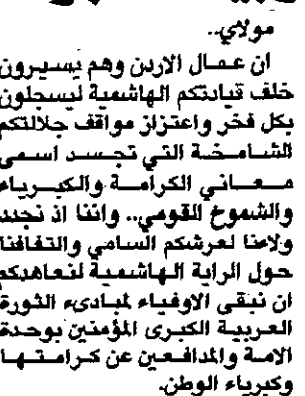 مولاي..
ان عمال الاردن وهم يسيرون
خلف قيادتكم الهاشمية ليسجلون
بكل فخر واعتزاز مواقف جلالتكم
الشامخة التي تجسد اسمى
معاني الكرامة والكبرياء
والشموخ القومي.. واننا اذ نجدد
ولاءنا لعرشكم السامي والتفافنا
حول الراية الهاشمية لنعاهدكم
ان نبقى الاوفياء لمبادىء الثورة
العربية الكبرى المؤمنين بوحدة
الامة والمدافعين عن كرامتها
وكبرياء الوطن.